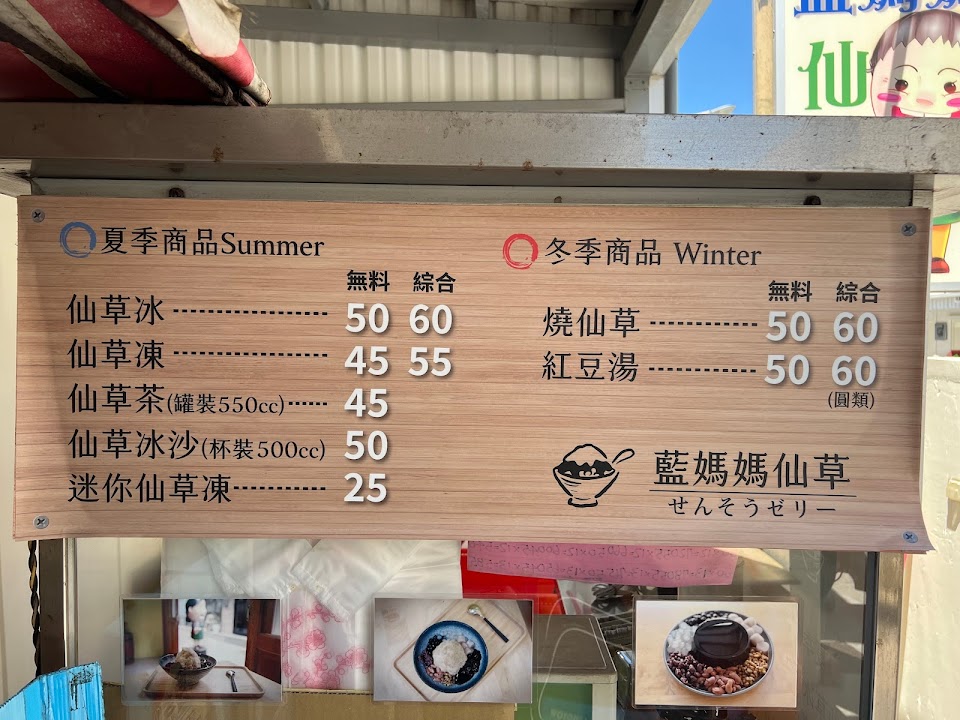 仙
夏季商品Summer
無料 綜合
仙草冰 50 60
仙草凍 45 55
仙草茶(罐裝550cc) 45
仙草冰沙(杯裝500cc) 50
迷你仙草凍 25
冬季商品 Winter
無料 綜合
燒仙草 50 60
紅豆湯 50 60
(圓類)
藍媽媽仙草
せんそうゼリー